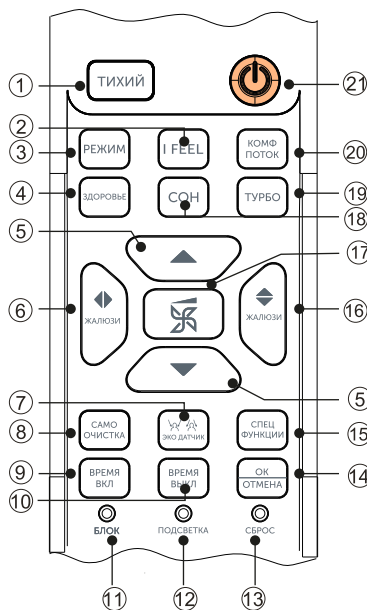 1 ТИХИЙ 21
2
3 РЕЖИМ I FEEL КОМФ
ПОТОК 20
4 ЗДОРОВЬЕ СОН ТУРБО 19
18
5
17
6 ЖАЛЮЗИ ЖАЛЮЗИ 16
5
7
8 САМО
ОЧИСТКА ЭКО ДАТЧИК СПЕЦ
ФУНКЦИИ 15
9 ВРЕМЯ
ВКЛ ВРЕМЯ
ВЫКЛ ОК
ОТМЕНА 14
10
БЛОК ПОДСВЕТКА СБРОС
11 12 13